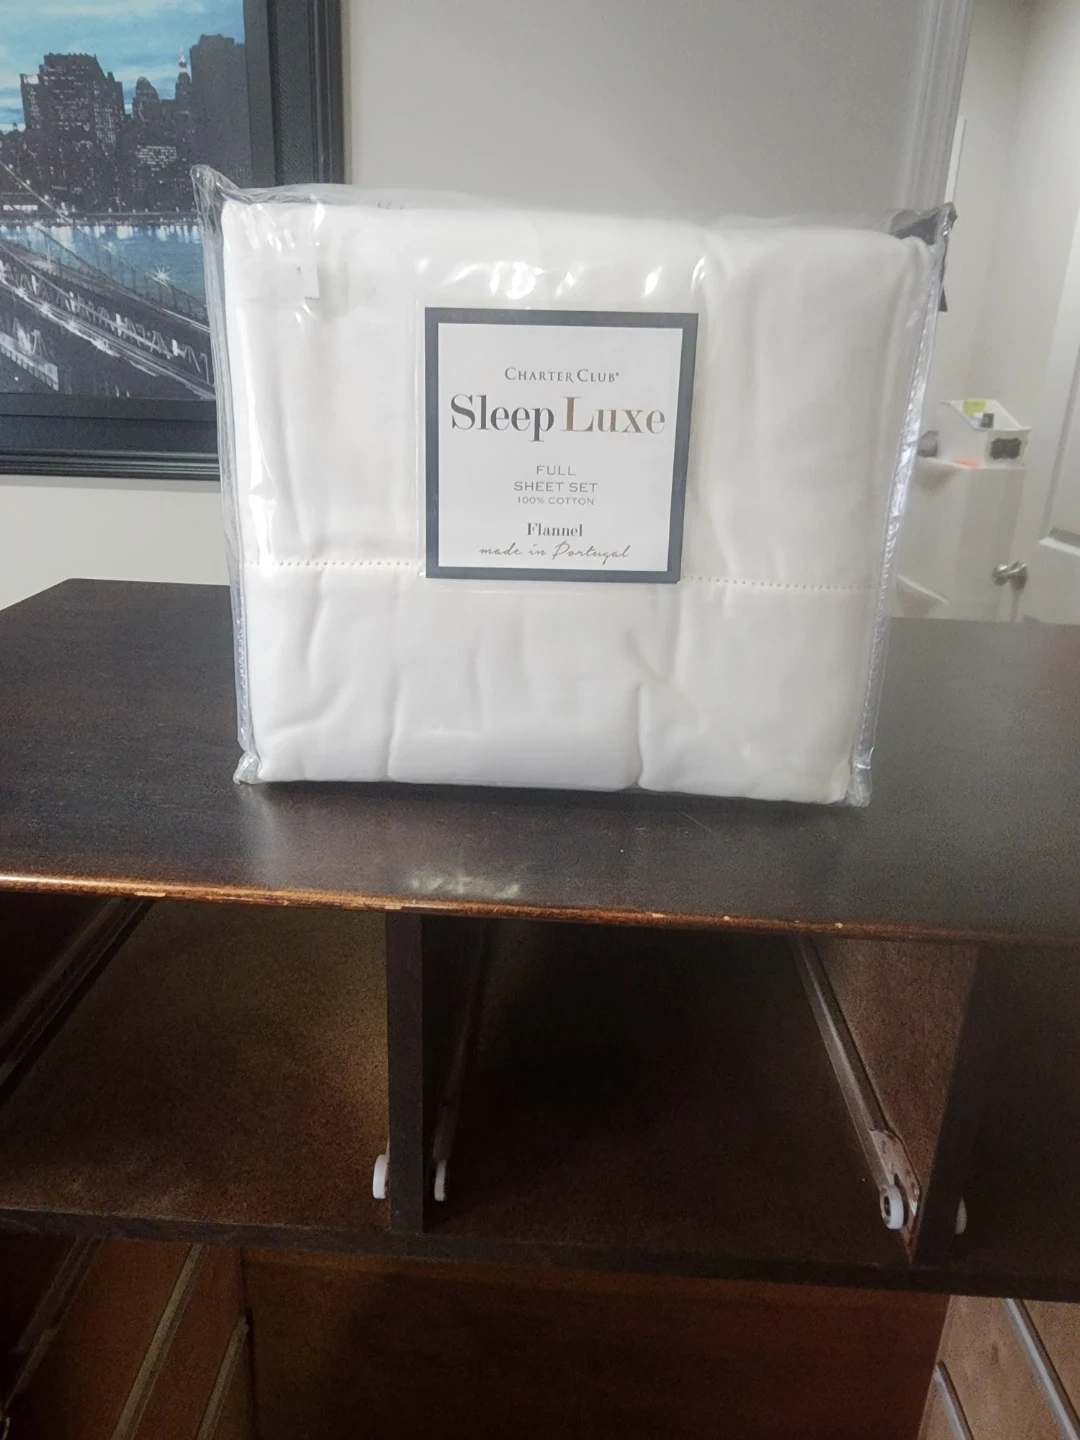 CHARTER CLUB®
Sleep Luxe
FULL
SHEET SET
100% COTTON
Flannel
made in Portugal